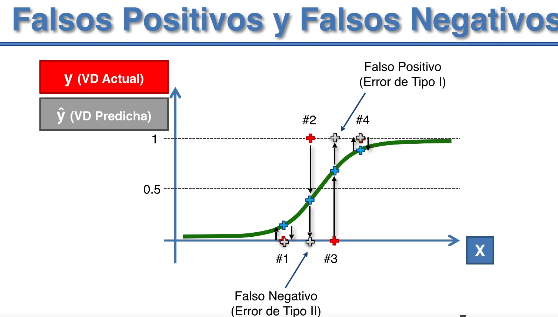 Falsos Positivos y Falsos Negativos
y (VD Actual)
ŷ (VD Predicha)
Falso Positivo
(Error de Tipo I)
#2
#4
1
0.5
#1
#3
X
Falso Negativo
(Error de Tipo II)